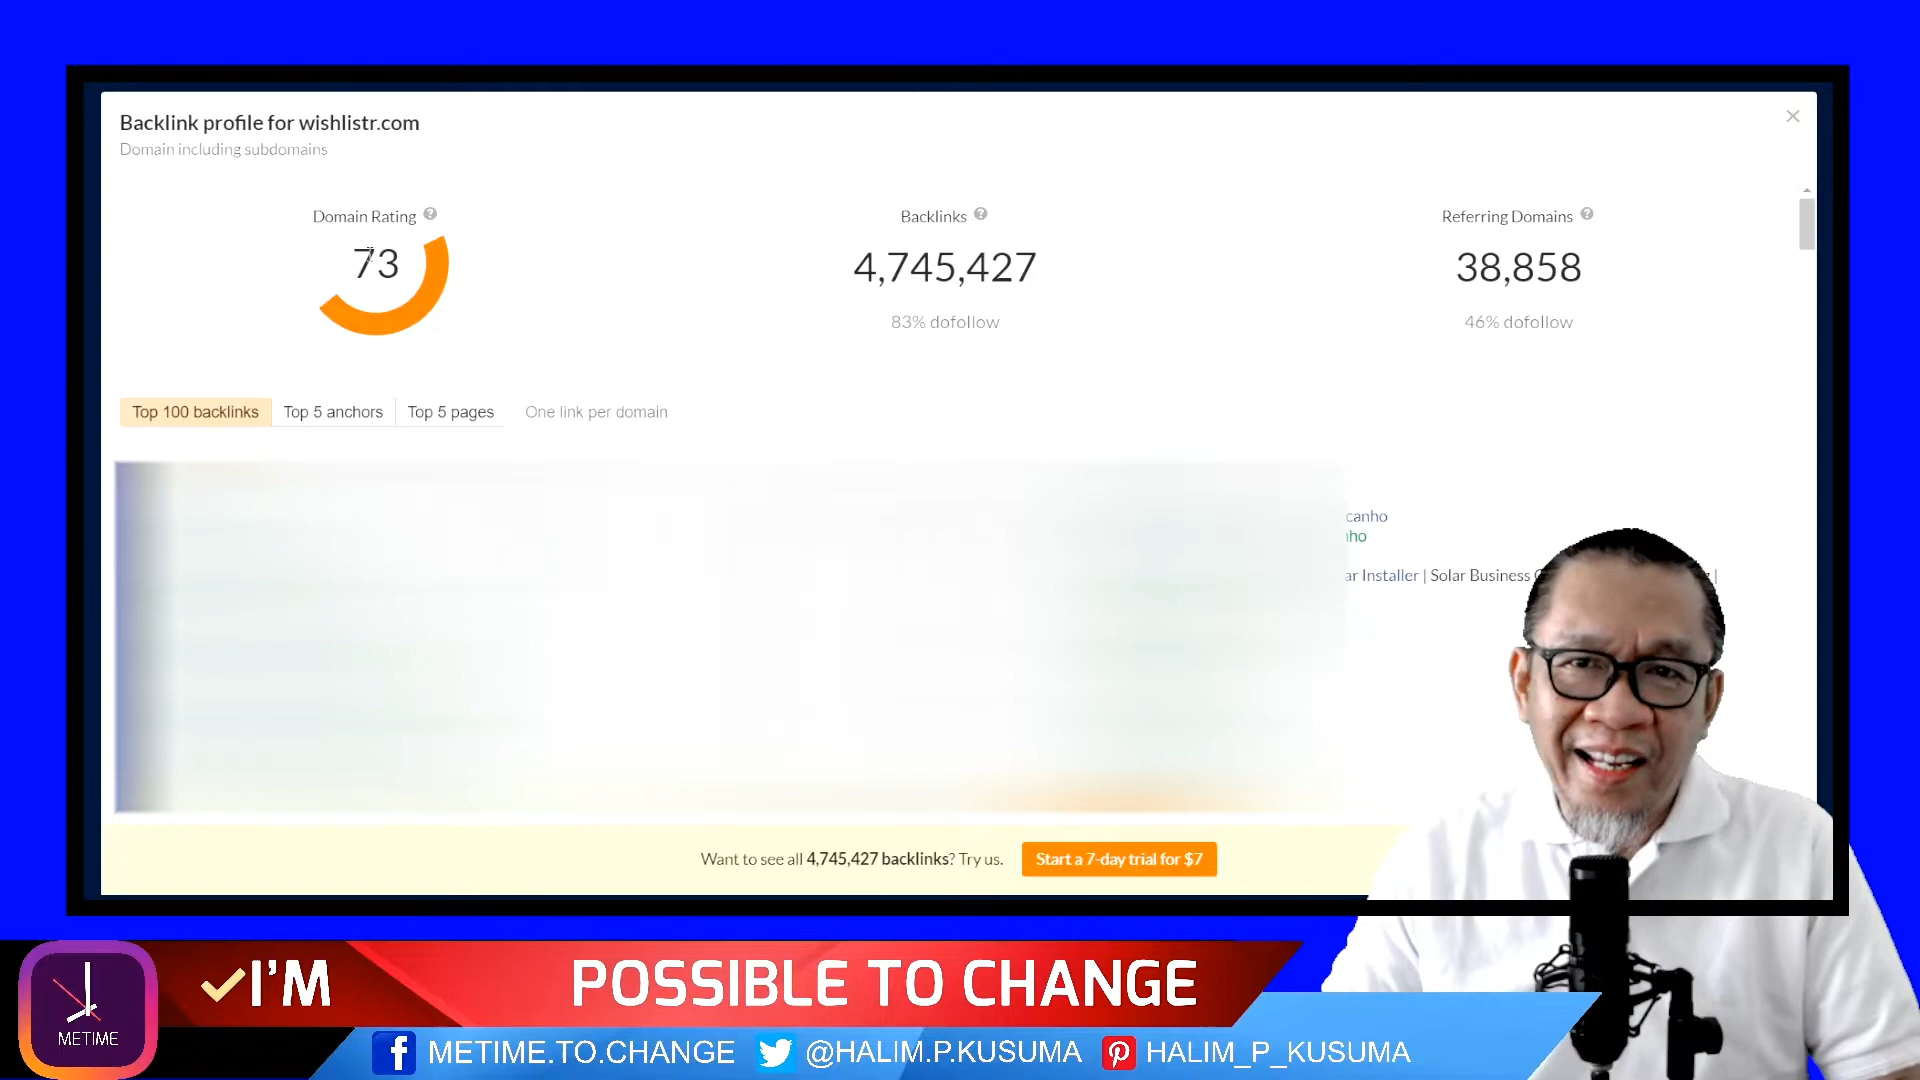 Backlink profile for wishlistr.com
Domain including subdomains
Domain Rating
73
Backlinks
4,745,427
83% dofollow
Referring Domains
38,858
46% dofollow
Top 100 backlinks
Top 5 anchors
Top 5 pages
One link per domain
canho
nho
ar Installer | Solar Business
|
Want to see all 4,745,427 backlinks? Try us.
Start a 7-day trial for $7
I'M POSSIBLE TO CHANGE
METIME
METIME.TO.CHANGE
@HALIM.P.KUSUMA
HALIM_P_KUSUMA